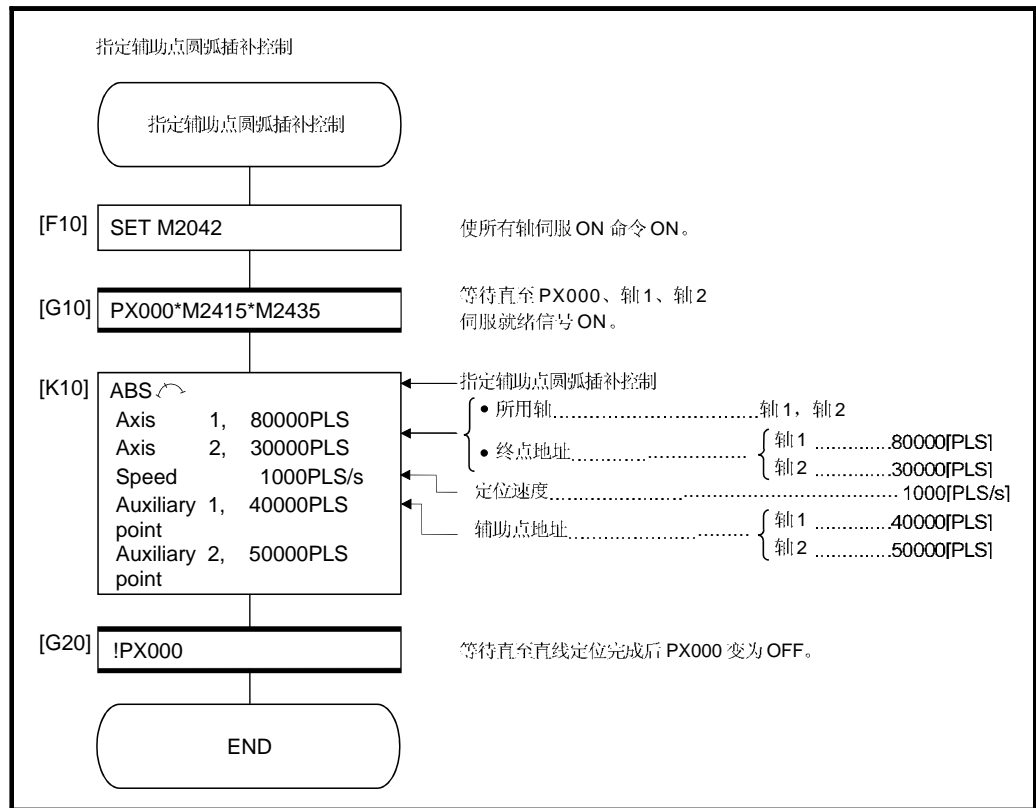 指定辅助点圆弧插补控制
指定辅助点圆弧插补控制
[F10] SET M2042 使所有轴伺服 ON 命令 ON。
[G10] PX000*M2415*M2435 等待直至 PX000、轴1、轴2
伺服就绪信号 ON。
[K10] ABS 指定辅助点圆弧插补控制
Axis 1, 80000PLS ● 所用轴..............................轴1，轴2
Axis 2, 30000PLS ● 终点地址........................ 轴1 .............80000[PLS]
轴2 .............30000[PLS]
Speed 1000PLS/s 定位速度........................................................ 1000[PLS/s]
Auxiliary 1, 40000PLS 辅助点地址............................. 轴1 .............40000[PLS]
point 轴2 .............50000[PLS]
Auxiliary 2, 50000PLS
point
[G20] !PX000 等待直至直线定位完成后 PX000 变为 OFF。
END